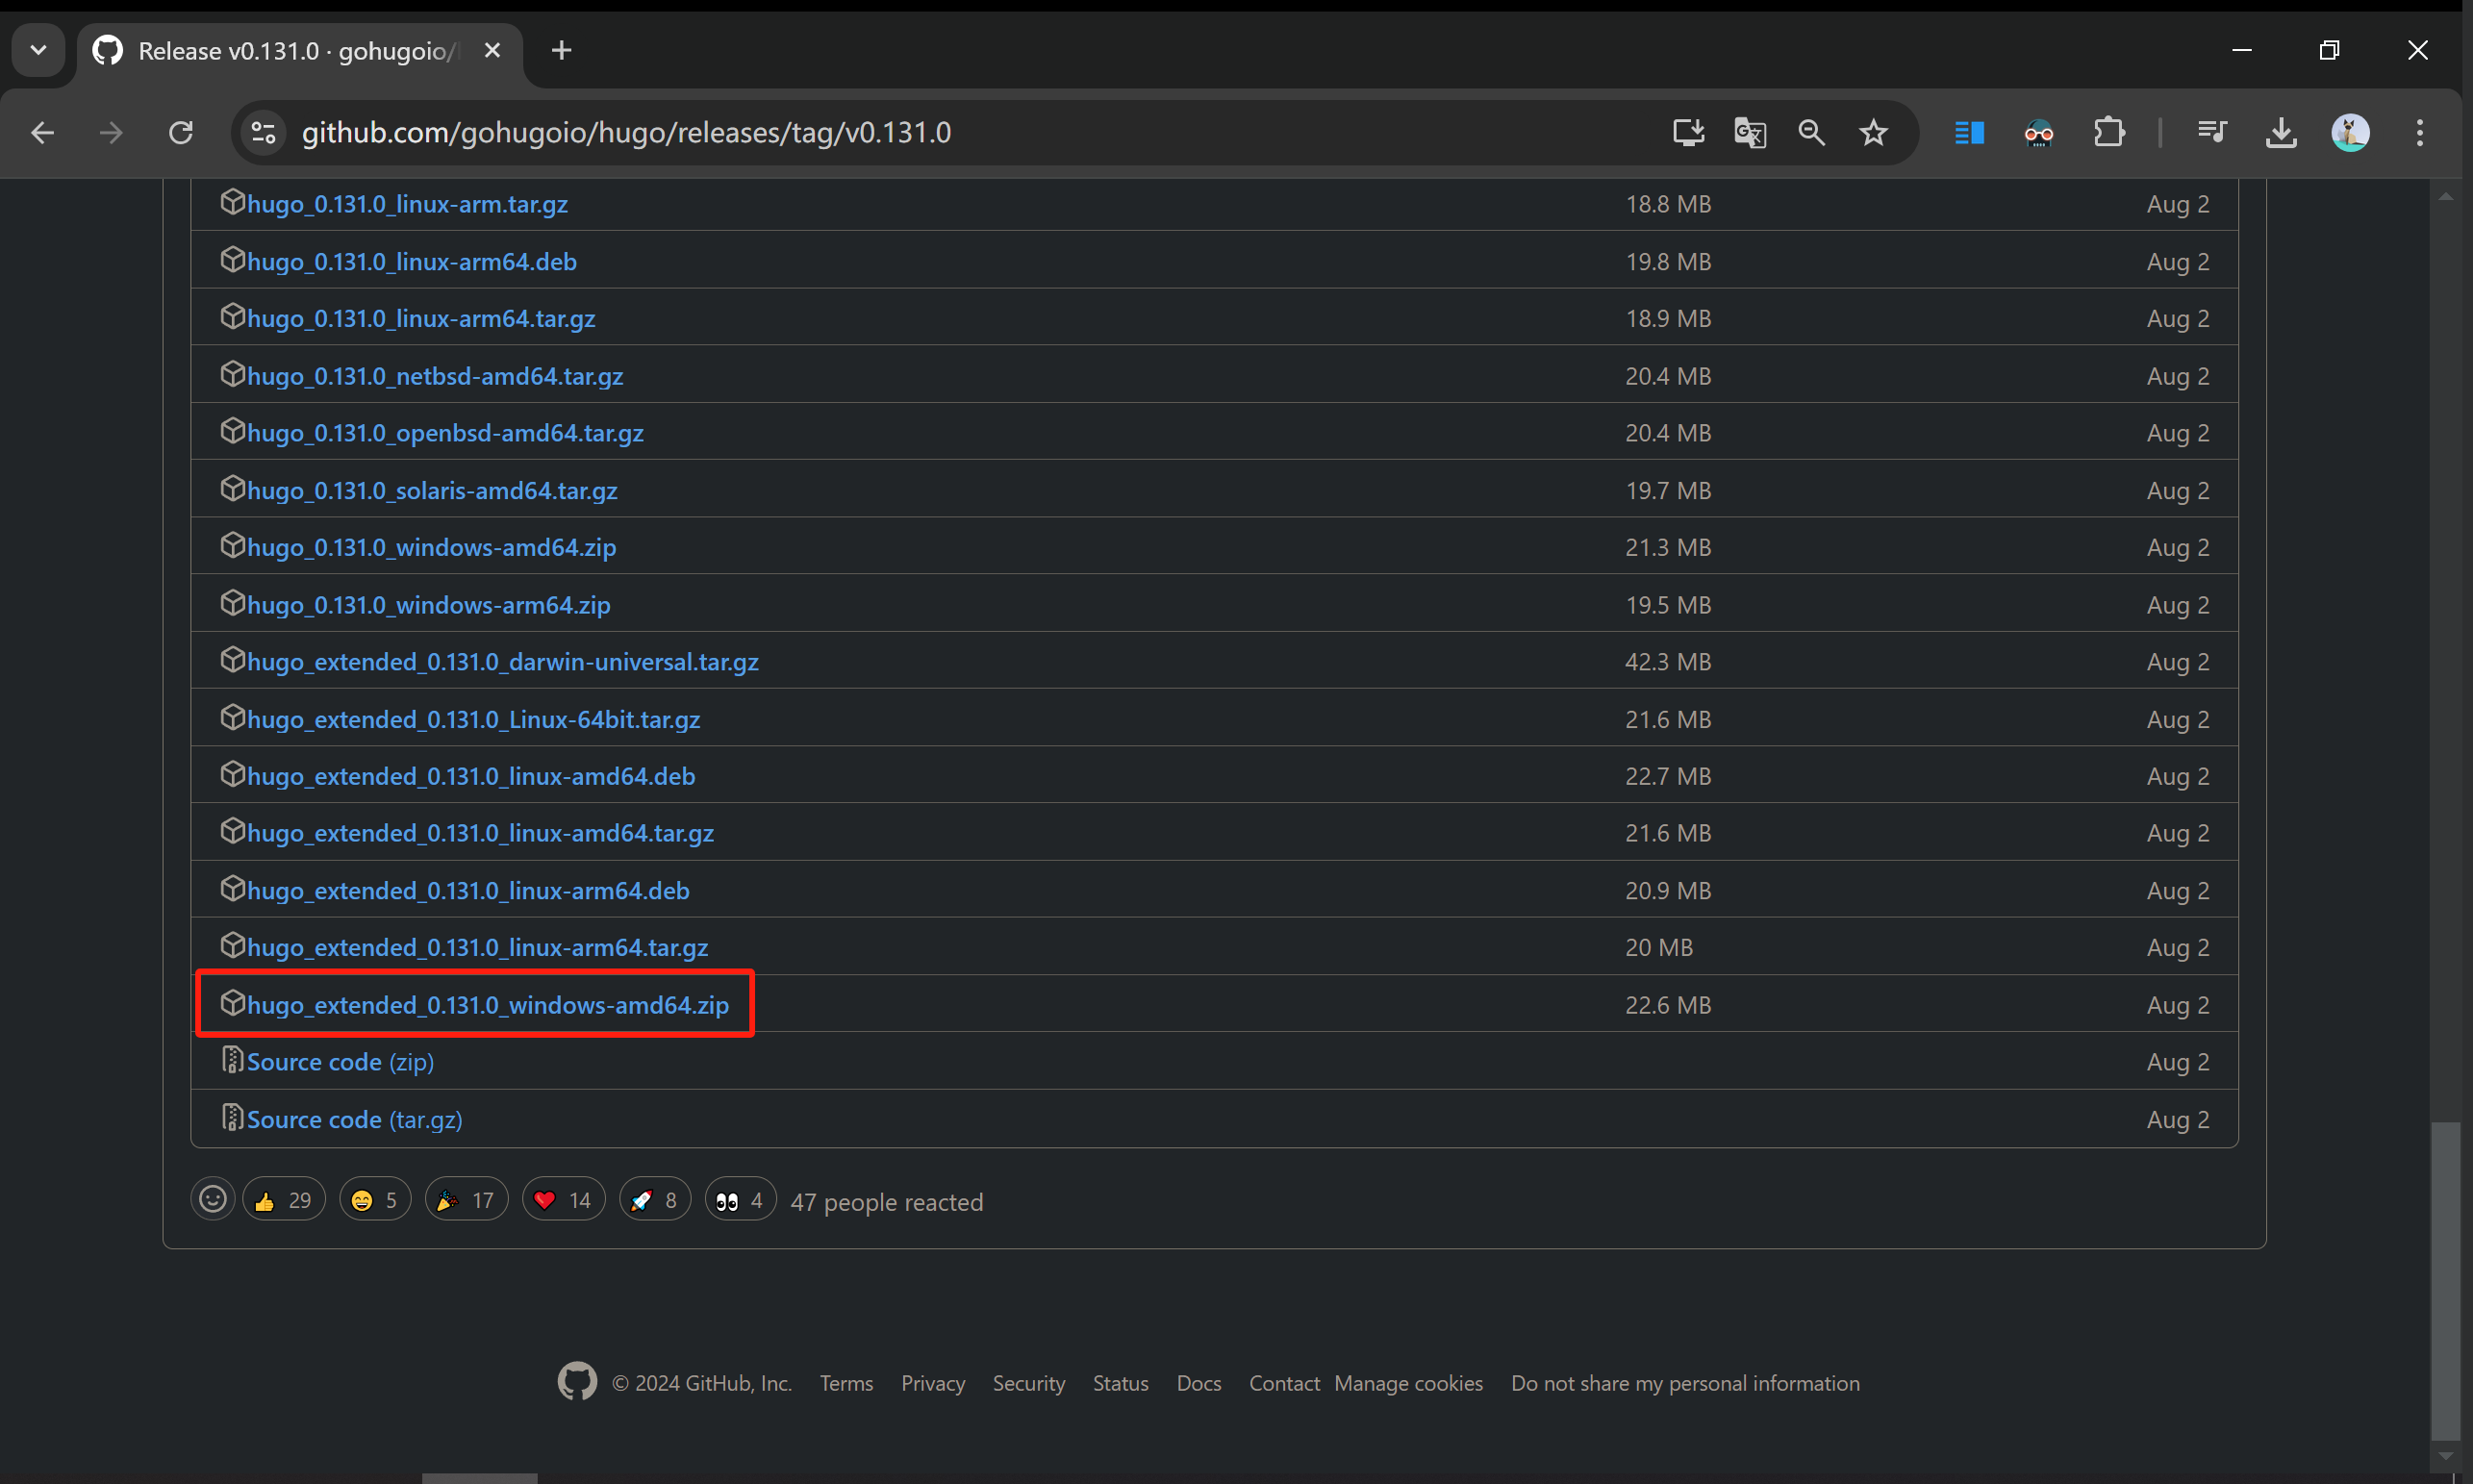 Release v0.131.0 · gohugoio/
github.com/gohugoio/hugo/releases/tag/v0.131.0
hugo_0.131.0_linux-arm.tar.gz 18.8 MB Aug 2
hugo_0.131.0_linux-arm64.deb 19.8 MB Aug 2
hugo_0.131.0_linux-arm64.tar.gz 18.9 MB Aug 2
hugo_0.131.0_netbsd-amd64.tar.gz 20.4 MB Aug 2
hugo_0.131.0_openbsd-amd64.tar.gz 20.4 MB Aug 2
hugo_0.131.0_solaris-amd64.tar.gz 19.7 MB Aug 2
hugo_0.131.0_windows-amd64.zip 21.3 MB Aug 2
hugo_0.131.0_windows-arm64.zip 19.5 MB Aug 2
hugo_extended_0.131.0_darwin-universal.tar.gz 42.3 MB Aug 2
hugo_extended_0.131.0_Linux-64bit.tar.gz 21.6 MB Aug 2
hugo_extended_0.131.0_linux-amd64.deb 22.7 MB Aug 2
hugo_extended_0.131.0_linux-amd64.tar.gz 21.6 MB Aug 2
hugo_extended_0.131.0_linux-arm64.deb 20.9 MB Aug 2
hugo_extended_0.131.0_linux-arm64.tar.gz 20 MB Aug 2
hugo_extended_0.131.0_windows-amd64.zip 22.6 MB Aug 2
Source code (zip) Aug 2
Source code (tar.gz) Aug 2
29 5 17 14 8 4 47 people reacted
© 2024 GitHub, Inc. Terms Privacy Security Status Docs Contact Manage cookies Do not share my personal information